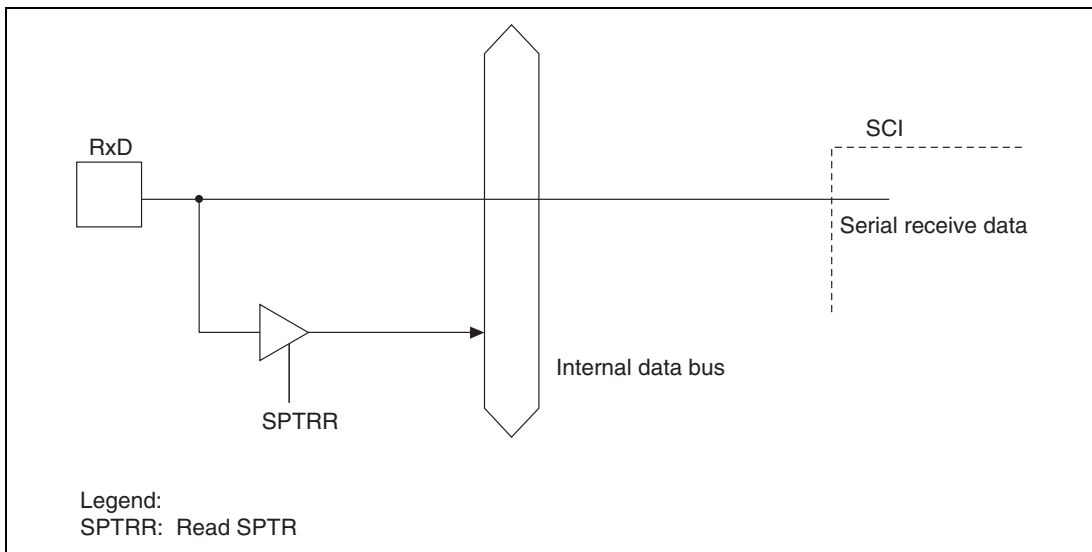 SCI
RxD
Serial receive data
Internal data bus
SPTRR
Legend:
SPTRR: Read SPTR